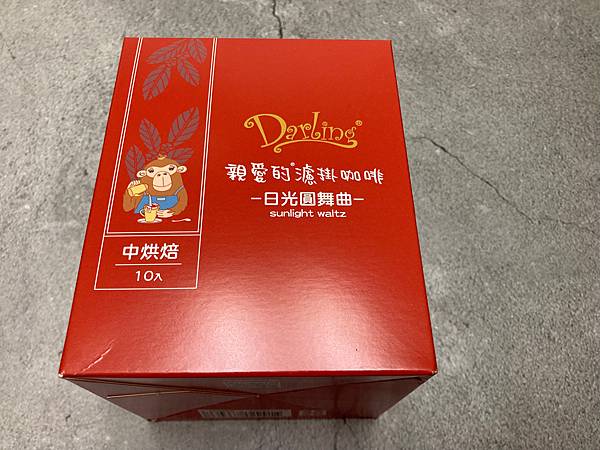 Darling®
親愛的®濾掛咖啡
-日光圓舞曲-
sunlight waltz
中烘焙
10入